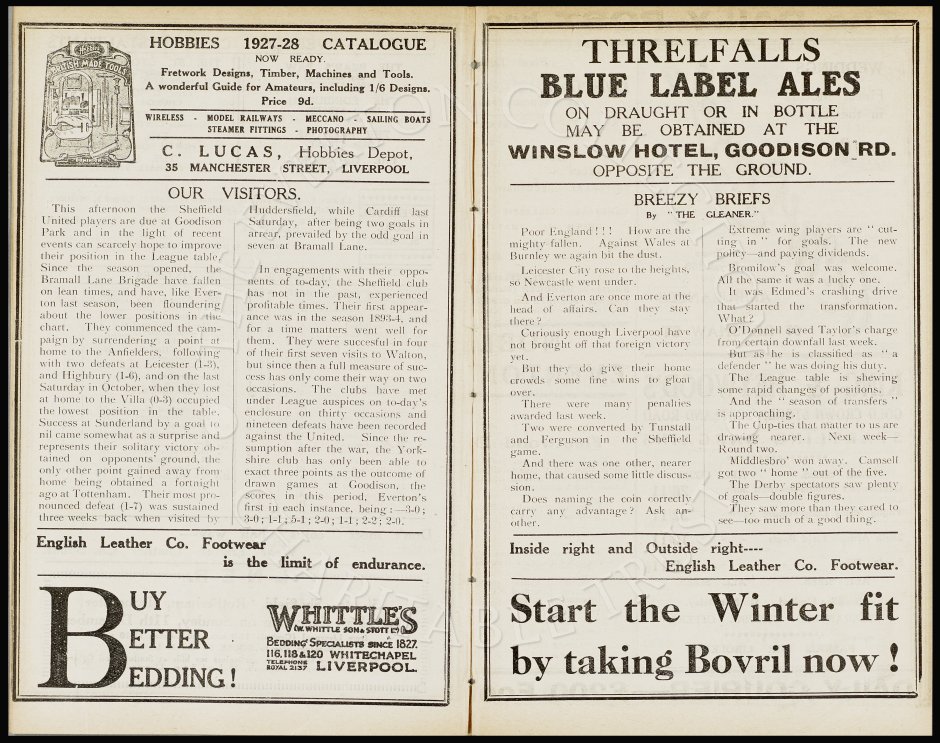 HOBBIES 1927-28 CATALOGUE
NOW READY.
Fretwork Designs, Timber, Machines and Tools.
A wonderful Guide for Amateurs, including 1/6 Designs.
Price 9d.
WIRELESS - MODEL RAILWAYS - MECCANO - SAILING BOATS
STEAMER FITTINGS - PHOTOGRAPHY
C. LUCAS, Hobbies Depot,
35 MANCHESTER STREET, LIVERPOOL
HOBBIES
BRITISH MADE TOOLS
OUR VISITORS.
This afternoon the Sheffield
United players are due at Goodison
Park and in the light of recent
events can scarcely hope to improve
their position in the League table.
Since the season opened, the
Bramall Lane Brigade have fallen
on lean times, and have, like Ever-
ton last season, been floundering
about the lower positions in the
chart. They commenced the cam-
paign by surrendering a point at
home to the Anfielders, following
with two defeats at Leicester (1-3),
and Highbury (1-6), and on the last
Saturday in October, when they lost
at home to the Villa (0-3) occupied
the lowest position in the table.
Success at Sunderland by a goal to
nil came somewhat as a surprise and
represents their solitary victory ob-
tained on opponents' ground, the
only other point gained away from
home being obtained a fortnight
ago at Tottenham. Their most pro-
nounced defeat (1-7) was sustained
three weeks back when visited by
Huddersfield, while Cardiff last
Saturday, after being two goals in
arrear, prevailed by the odd goal in
seven at Bramall Lane.
In engagements with their oppo-
nents of to-day, the Sheffield club
has not in the past, experienced
profitable times. Their first appear-
ance was in the season 1893-4, and
for a time matters went well for
them. They were succesful in four
of their first seven visits to Walton,
but since then a full measure of suc-
cess has only come their way on two
occasions. The clubs have met
under League auspices on to-day's
enclosure on thirty occasions and
nineteen defeats have been recorded
against the United. Since the re-
sumption after the war, the York-
shire club has only been able to
exact three points as the outcome of
drawn games at Goodison, the
scores in this period, Everton's
first in each instance, being:—3-0;
3-0; 1-1; 5-1; 2-0; 1-1; 2-2; 2-0.
English Leather Co. Footwear
is the limit of endurance.
BUY
BETTER
BEDDING!
WHITTLE'S
(W. WHITTLE SON & STOTT LTD)
BEDDING SPECIALISTS SINCE 1827.
116, 118 & 120 WHITECHAPEL
TELEPHONE ROYAL 2137 LIVERPOOL.
THRELFALLS
BLUE LABEL ALES
ON DRAUGHT OR IN BOTTLE
MAY BE OBTAINED AT THE
WINSLOW HOTEL, GOODISON RD.
OPPOSITE THE GROUND.
BREEZY BRIEFS
By "THE GLEANER."
Poor England!!! How are the
mighty fallen. Against Wales at
Burnley we again bit the dust.
Leicester City rose to the heights,
so Newcastle went under.
And Everton are once more at the
head of affairs. Can they stay
there?
Curiously enough Liverpool have
not brought off that foreign victory
yet.
But they do give their home
crowds some fine wins to gloat
over.
There were many penalties
awarded last week.
Two were converted by Tunstall
and Ferguson in the Sheffield
game.
And there was one other, nearer
home, that caused some little discus-
sion.
Does naming the coin correctly
carry any advantage? Ask an-
other.
Extreme wing players are "cut-
ting in" for goals. The new
policy—and paying dividends.
Bromilow's goal was welcome.
All the same it was a lucky one.
It was Edmed's crashing drive
that started the transformation.
What?
O'Donnell saved Taylor's charge
from certain downfall last week.
But as he is classified as "a
defender" he was doing his duty.
The League table is shewing
some rapid changes of positions.
And the "season of transfers"
is approaching.
The Cup-ties that matter to us are
drawing nearer. Next week—
Round two.
Middlesbro' won away. Camsell
got two "home" out of the five.
The Derby spectators saw plenty
of goals—double figures.
They saw more than they cared to
see—too much of a good thing.
Inside right and Outside right----
English Leather Co. Footwear.
Start the Winter fit
by taking Bovril now!